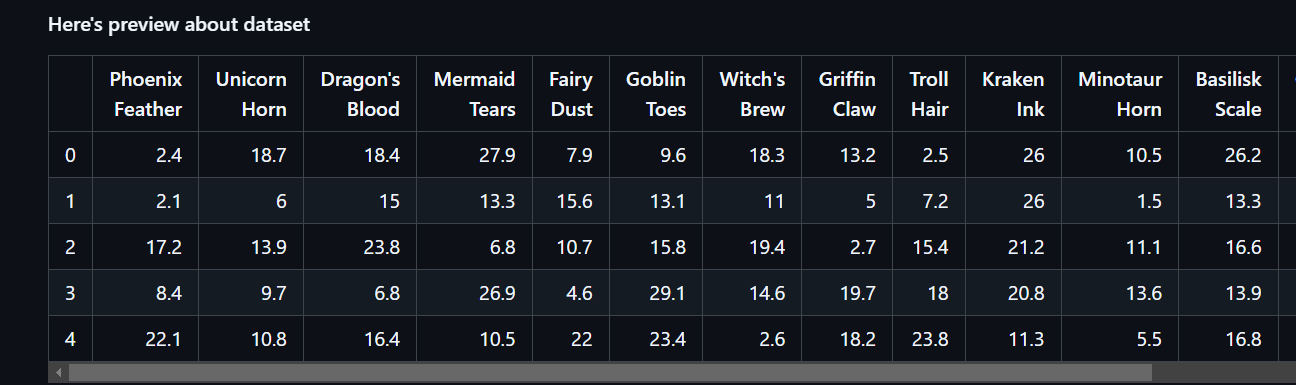 Here's preview about dataset
Phoenix Feather Unicorn Horn Dragon's Blood Mermaid Tears Fairy Dust Goblin Toes Witch's Brew Griffin Claw Troll Hair Kraken Ink Minotaur Horn Basilisk Scale
0 2.4 18.7 18.4 27.9 7.9 9.6 18.3 13.2 2.5 26 10.5 26.2
1 2.1 6 15 13.3 15.6 13.1 11 5 7.2 26 1.5 13.3
2 17.2 13.9 23.8 6.8 10.7 15.8 19.4 2.7 15.4 21.2 11.1 16.6
3 8.4 9.7 6.8 26.9 4.6 29.1 14.6 19.7 18 20.8 13.6 13.9
4 22.1 10.8 16.4 10.5 22 23.4 2.6 18.2 23.8 11.3 5.5 16.8